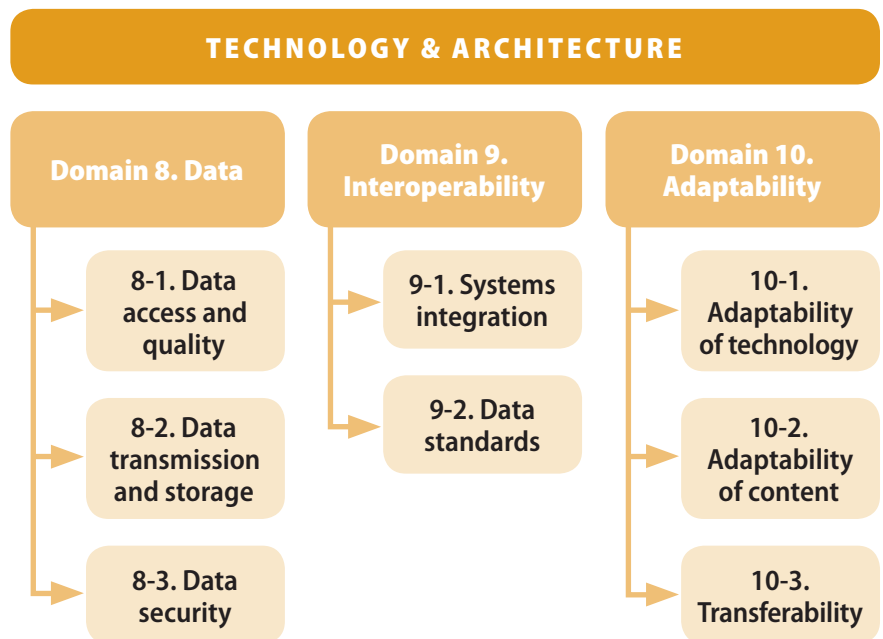 TECHNOLOGY & ARCHITECTURE
Domain 8. Data
8-1. Data
access and
quality
8-2. Data
transmission
and storage
8-3. Data
security
Domain 9.
Interoperability
9-1. Systems
integration
9-2. Data
standards
Domain 10.
Adaptability
10-1.
Adaptability
of technology
10-2.
Adaptability
of content
10-3.
Transferability